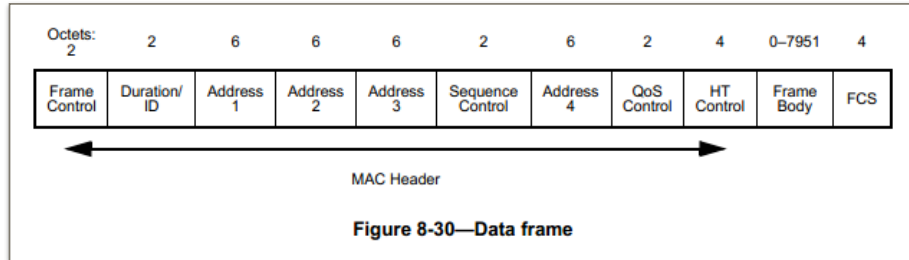 Octets:
2 2 6 6 6 2 6 2 4 0–7951 4
Frame Duration/ Address Address Address Sequence Address QoS HT Frame FCS
Control ID 1 2 3 Control 4 Control Control Body
MAC Header
Figure 8-30—Data frame